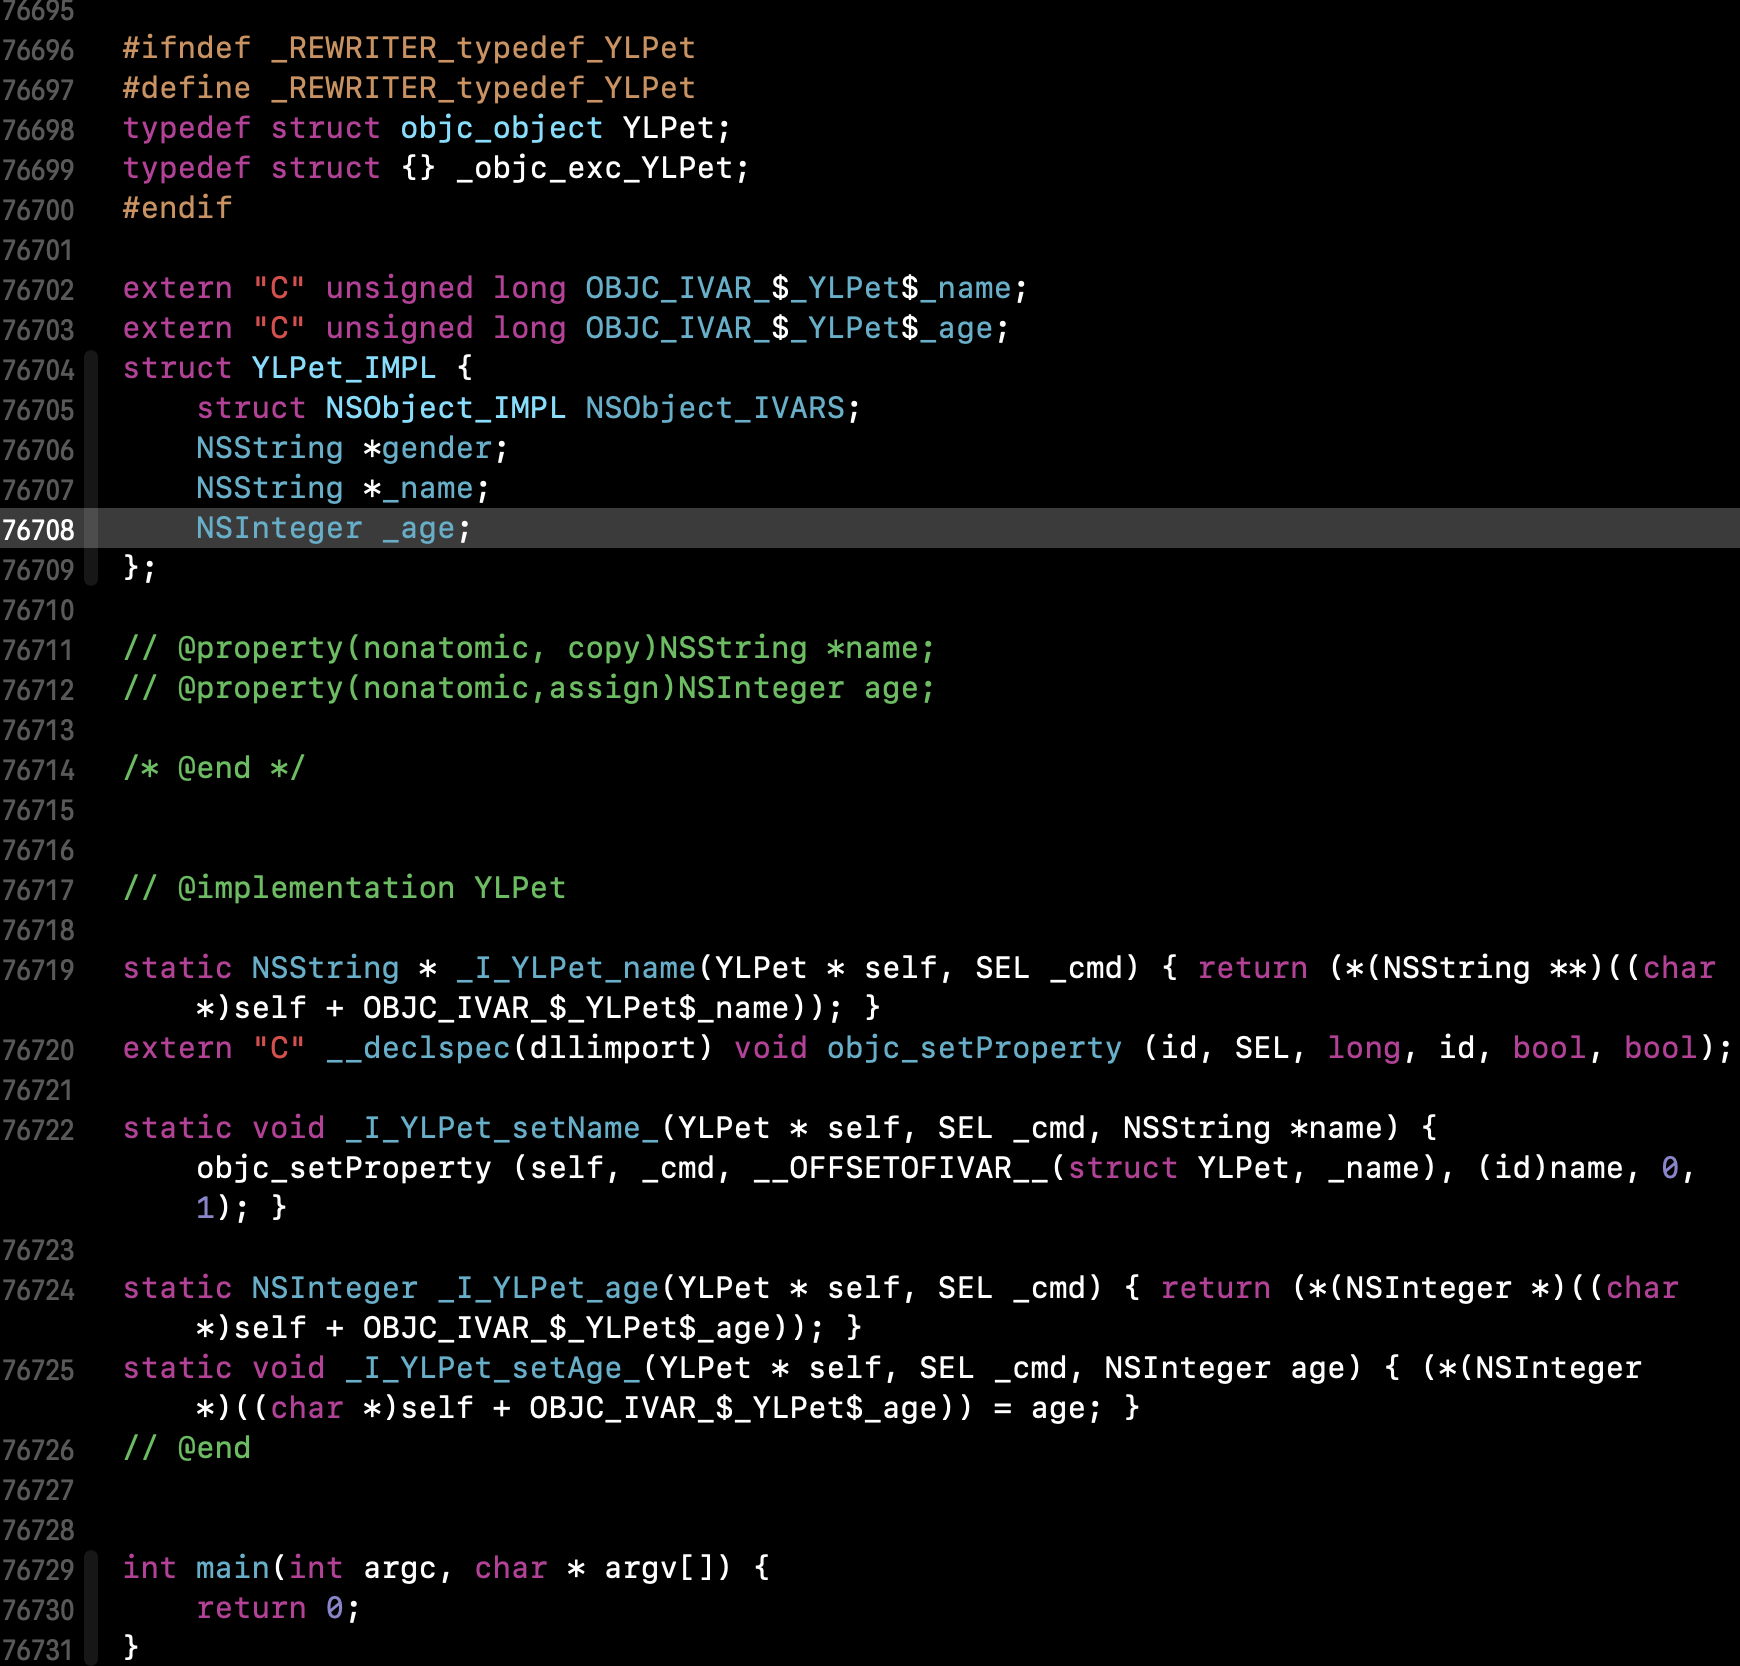 76695
76696 #ifndef _REWRITER_typedef_YLPet
76697 #define _REWRITER_typedef_YLPet
76698 typedef struct objc_object YLPet;
76699 typedef struct {} _objc_exc_YLPet;
76700 #endif
76701
76702 extern "C" unsigned long OBJC_IVAR_$_YLPet$_name;
76703 extern "C" unsigned long OBJC_IVAR_$_YLPet$_age;
76704 struct YLPet_IMPL {
76705     struct NSObject_IMPL NSObject_IVARS;
76706     NSString *gender;
76707     NSString *_name;
76708     NSInteger _age;
76709 };
76710
76711 // @property(nonatomic, copy)NSString *name;
76712 // @property(nonatomic,assign)NSInteger age;
76713
76714 /* @end */
76715
76716
76717 // @implementation YLPet
76718
76719 static NSString * _I_YLPet_name(YLPet * self, SEL _cmd) { return (*(NSString **)((char
*)self + OBJC_IVAR_$_YLPet$_name)); }
76720 extern "C" __declspec(dllimport) void objc_setProperty (id, SEL, long, id, bool, bool);
76721
76722 static void _I_YLPet_setName_(YLPet * self, SEL _cmd, NSString *name) {
objc_setProperty (self, _cmd, __OFFSETOFIVAR__(struct YLPet, _name), (id)name, 0,
1); }
76723
76724 static NSInteger _I_YLPet_age(YLPet * self, SEL _cmd) { return (*(NSInteger *)((char
*)self + OBJC_IVAR_$_YLPet$_age)); }
76725 static void _I_YLPet_setAge_(YLPet * self, SEL _cmd, NSInteger age) { (*(NSInteger
*)((char *)self + OBJC_IVAR_$_YLPet$_age)) = age; }
76726 // @end
76727
76728
76729 int main(int argc, char * argv[]) {
76730     return 0;
76731 }